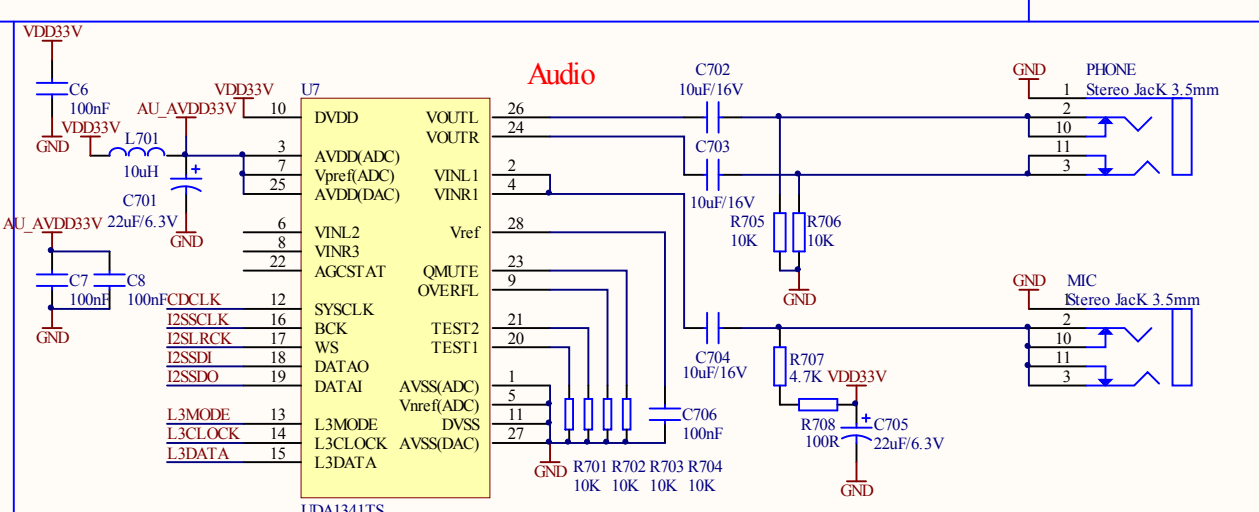 VDD33V
C6
100nF
GND
VDD33V
L701
10uH
AU_AVDD33V
VDD33V
C701
22uF/6.3V
GND
AU_AVDD33V
C7
100nF
C8
100nF
GND
CDCLK
I2SSCLK
I2SLRCK
I2SSDI
I2SSDO
L3MODE
L3CLOCK
L3DATA
U7
10 DVDD
3 AVDD(ADC)
7 Vpref(ADC)
25 AVDD(DAC)
6 VINL2
8 VINR3
22 AGCSTAT
12 SYSCLK
16 BCK
17 WS
18 DATAO
19 DATAI
13 L3MODE
14 L3CLOCK
15 L3DATA
VOUTL 26
VOUTR 24
VINL1 2
VINR1 4
Vref 28
QMUTE 23
OVERFL 9
TEST2 21
TEST1 20
AVSS(ADC) 1
Vnref(ADC) 5
DVSS 11
AVSS(DAC) 27
UDA1341TS
Audio
C702
10uF/16V
C703
10uF/16V
R705
10K
R706
10K
GND
C704
10uF/16V
R707
4.7K
VDD33V
R708
100R
C705
22uF/6.3V
GND
C706
100nF
GND
R701 R702 R703 R704
10K 10K 10K 10K
GND
PHONE
Stereo JacK 3.5mm
1
2
10
11
3
GND
MIC
Stereo JacK 3.5mm
1
2
10
11
3